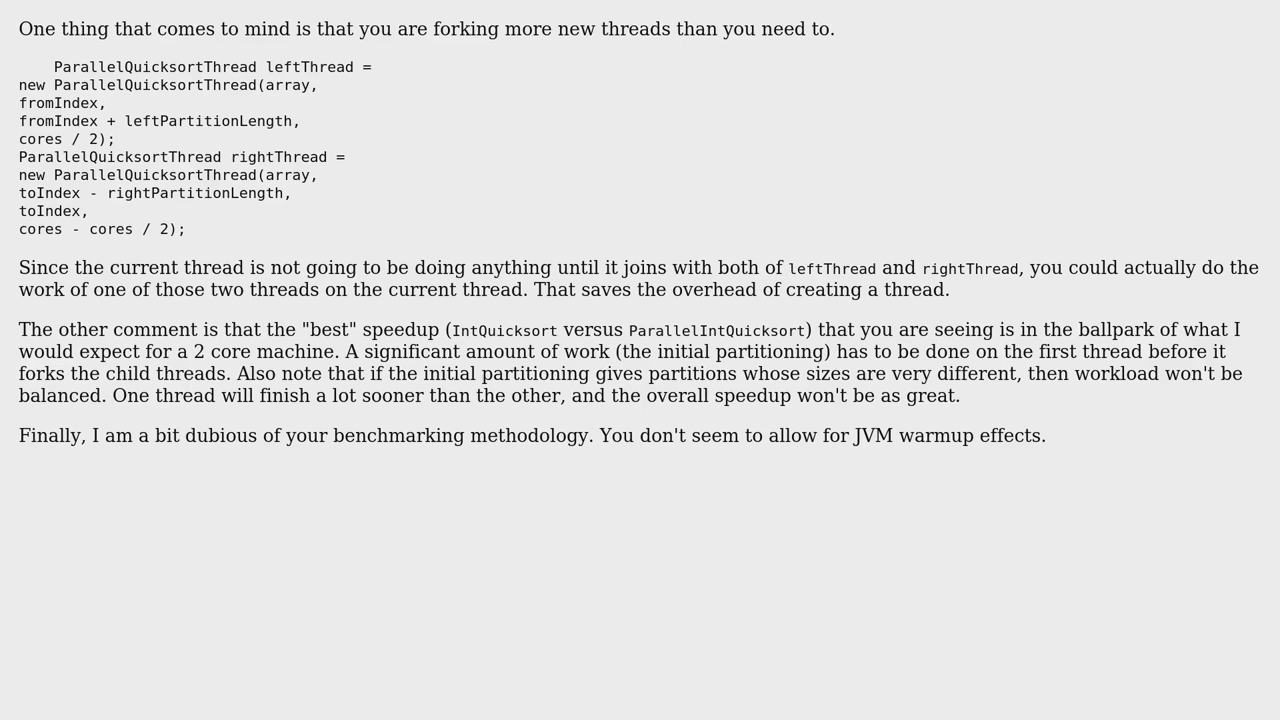 One thing that comes to mind is that you are forking more new threads than you need to.
    ParallelQuicksortThread leftThread =
new ParallelQuicksortThread(array,
fromIndex,
fromIndex + leftPartitionLength,
cores / 2);
ParallelQuicksortThread rightThread =
new ParallelQuicksortThread(array,
toIndex - rightPartitionLength,
toIndex,
cores - cores / 2);
Since the current thread is not going to be doing anything until it joins with both of leftThread and rightThread, you could actually do the
work of one of those two threads on the current thread. That saves the overhead of creating a thread.
The other comment is that the "best" speedup (IntQuicksort versus ParallelIntQuicksort) that you are seeing is in the ballpark of what I
would expect for a 2 core machine. A significant amount of work (the initial partitioning) has to be done on the first thread before it
forks the child threads. Also note that if the initial partitioning gives partitions whose sizes are very different, then workload won't be
balanced. One thread will finish a lot sooner than the other, and the overall speedup won't be as great.
Finally, I am a bit dubious of your benchmarking methodology. You don't seem to allow for JVM warmup effects.